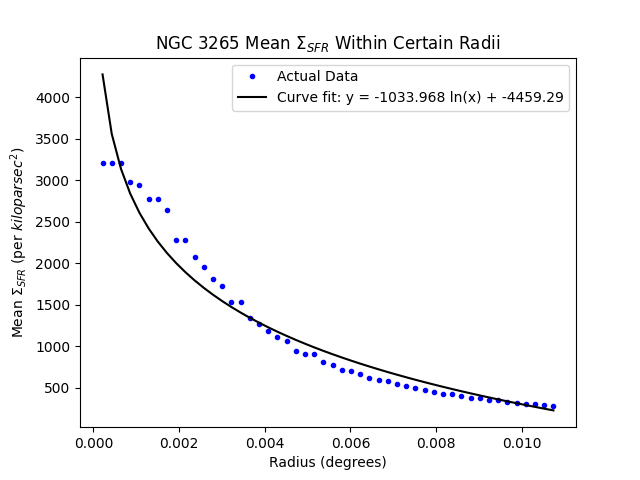 NGC 3265 Mean Σ_SFR Within Certain Radii
Actual Data
Curve fit: y = -1033.968 ln(x) + -4459.29
Mean Σ_SFR (per kiloparsec²)
4000
3500
3000
2500
2000
1500
1000
500
0.000 0.002 0.004 0.006 0.008 0.010
Radius (degrees)